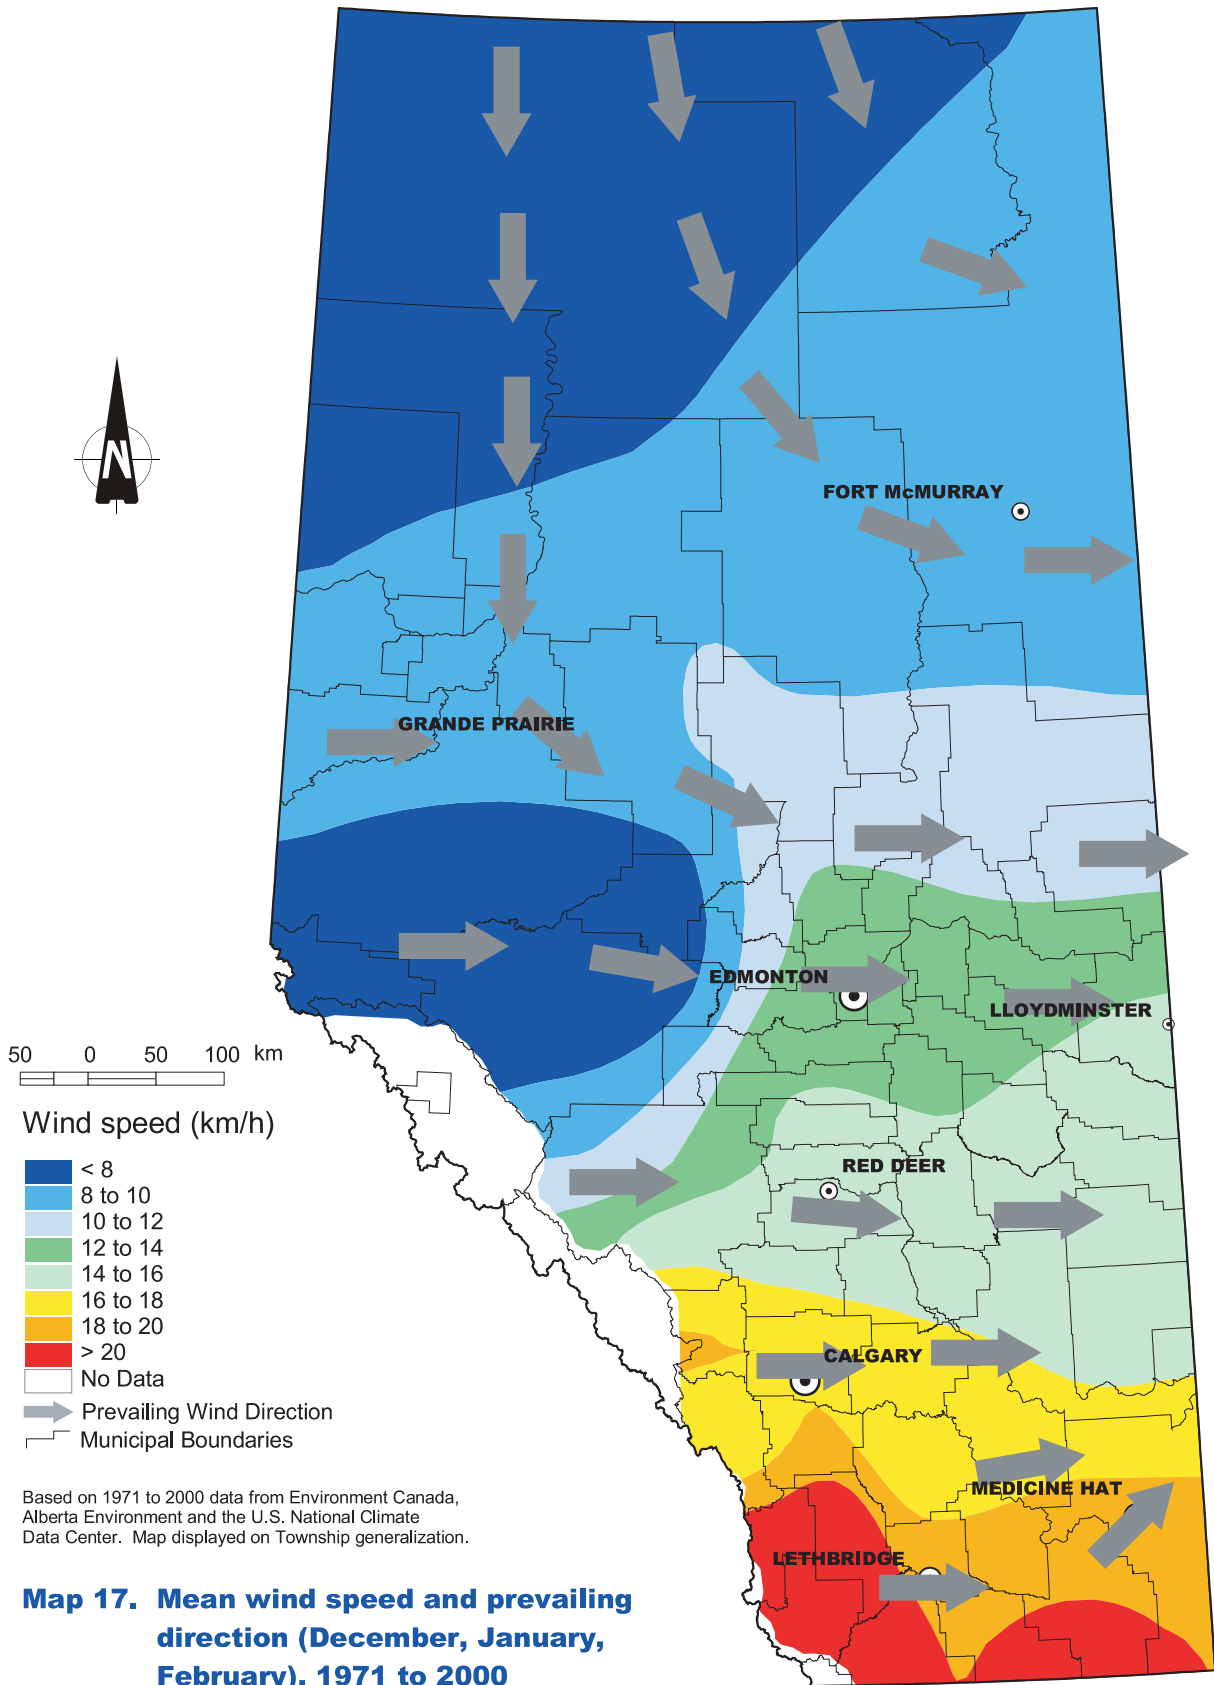 N
FORT McMURRAY
GRANDE PRAIRIE
EDMONTON
LLOYDMINSTER
50 0 50 100 km
Wind speed (km/h)
< 8
8 to 10
10 to 12
12 to 14
14 to 16
16 to 18
18 to 20
> 20
No Data
Prevailing Wind Direction
Municipal Boundaries
RED DEER
CALGARY
MEDICINE HAT
LETHBRIDGE
Based on 1971 to 2000 data from Environment Canada,
Alberta Environment and the U.S. National Climate
Data Center. Map displayed on Township generalization.
Map 17. Mean wind speed and prevailing
direction (December, January,
February), 1971 to 2000